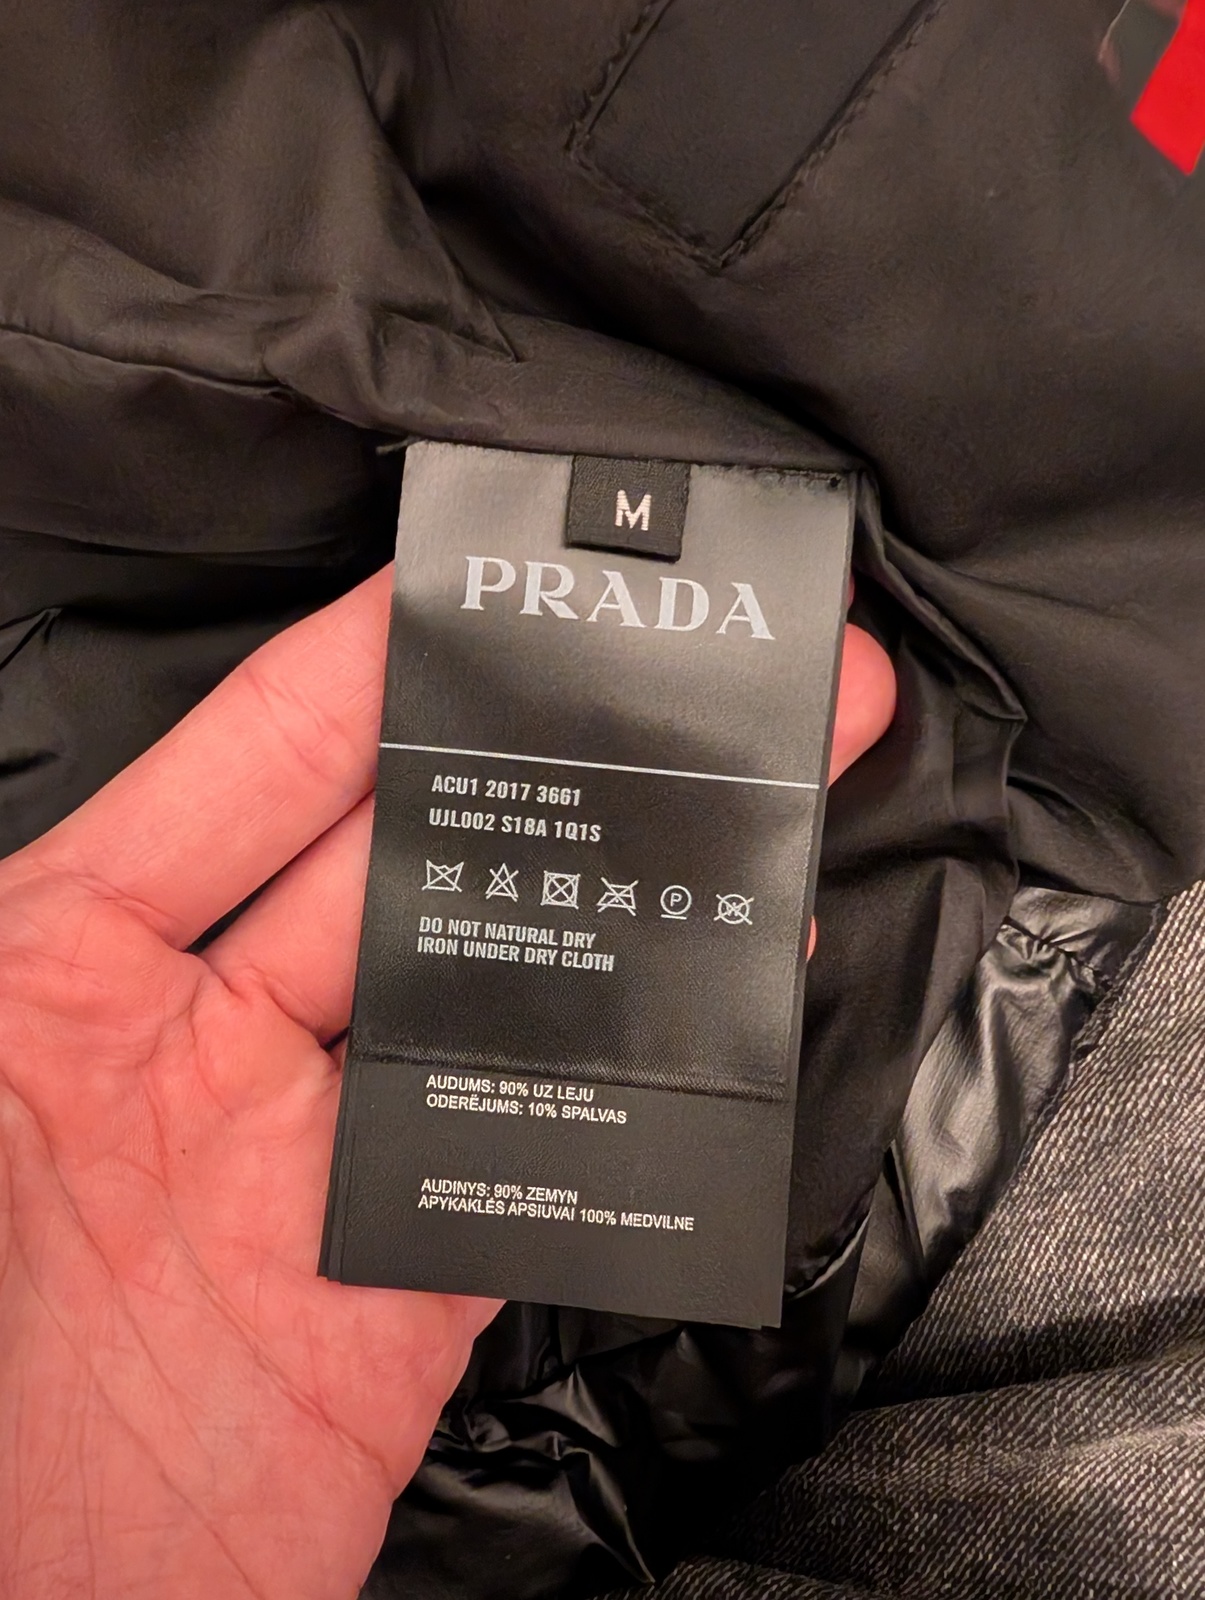 M
PRADA
ACU1 2017 3661
UJL002 S18A 1Q1S
P
DO NOT NATURAL DRY
IRON UNDER DRY CLOTH
AUDUMS: 90% UZ LEJU
ODERĖJUMS: 10% SPALVAS
AUDINYS: 90% ZEMYN
APYKAKLĖS APSIUVAI 100% MEDVILNE